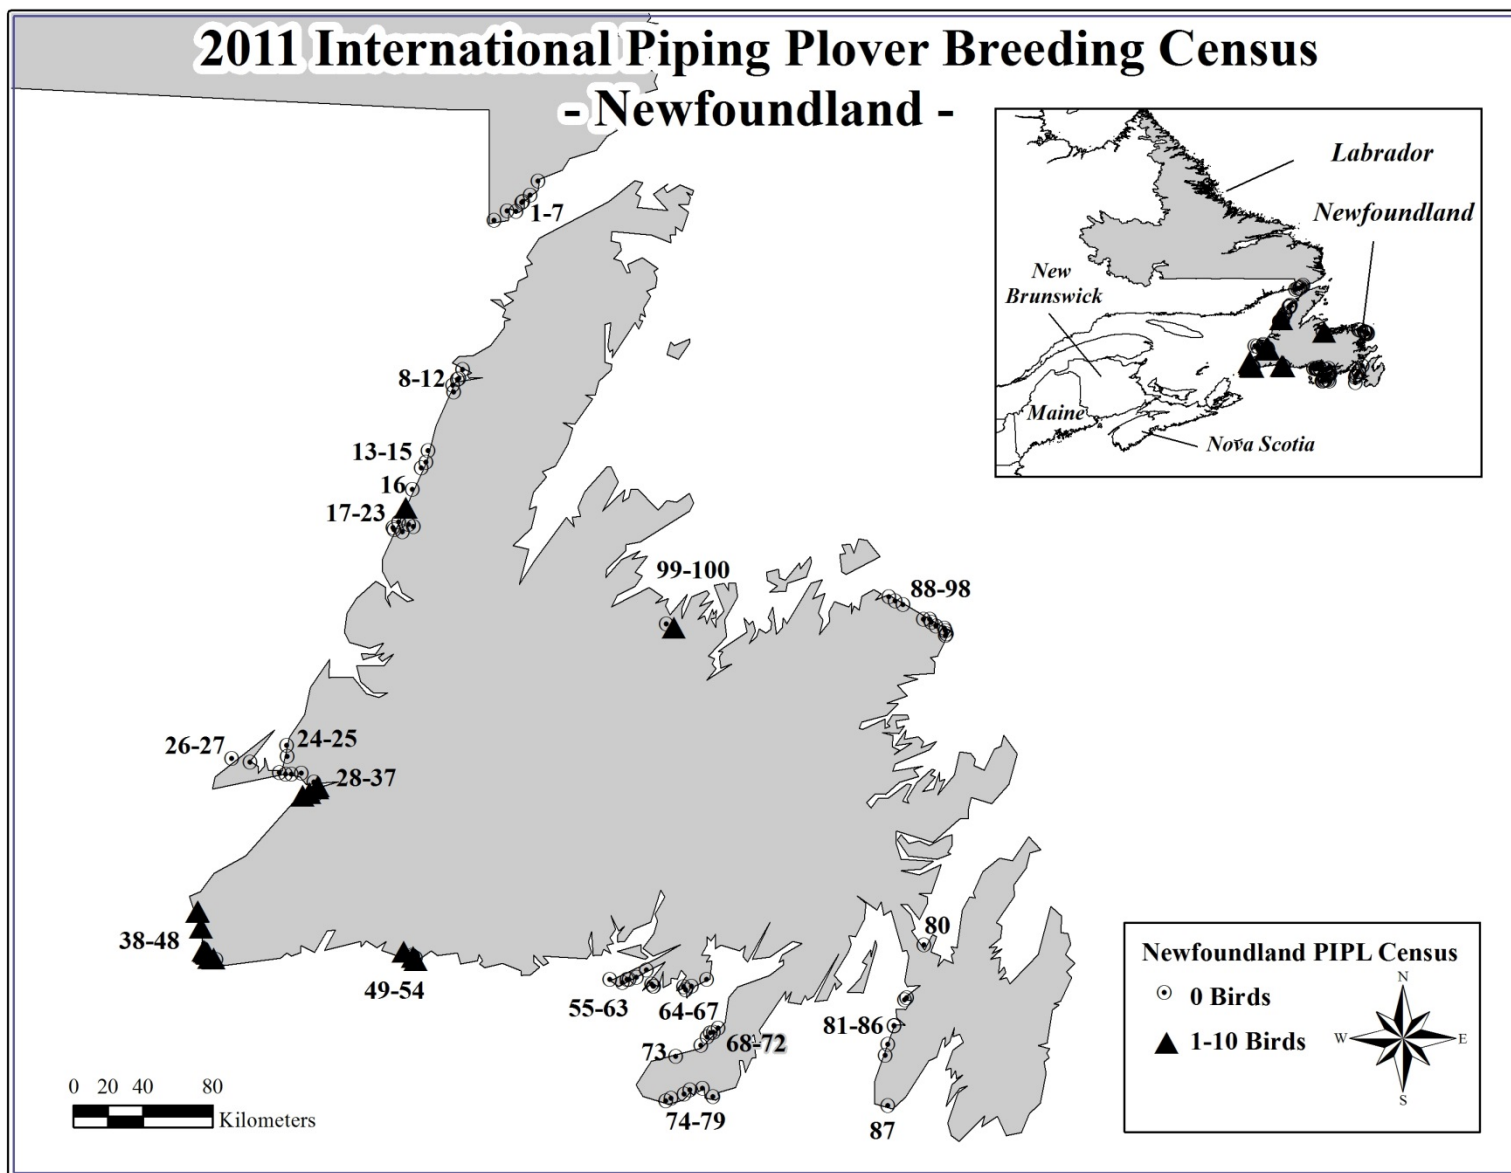 2011 International Piping Plover Breeding Census
- Newfoundland -
Labrador
Newfoundland
New
Brunswick
Maine
Nova Scotia
1-7
8-12
13-15
16
17-23
99-100
88-98
26-27
24-25
28-37
38-48
49-54
80
55-63
64-67
81-86
68-72
73
74-79
87
0 20 40 80
Kilometers
Newfoundland PIPL Census
0 Birds
1-10 Birds
N
W E
S